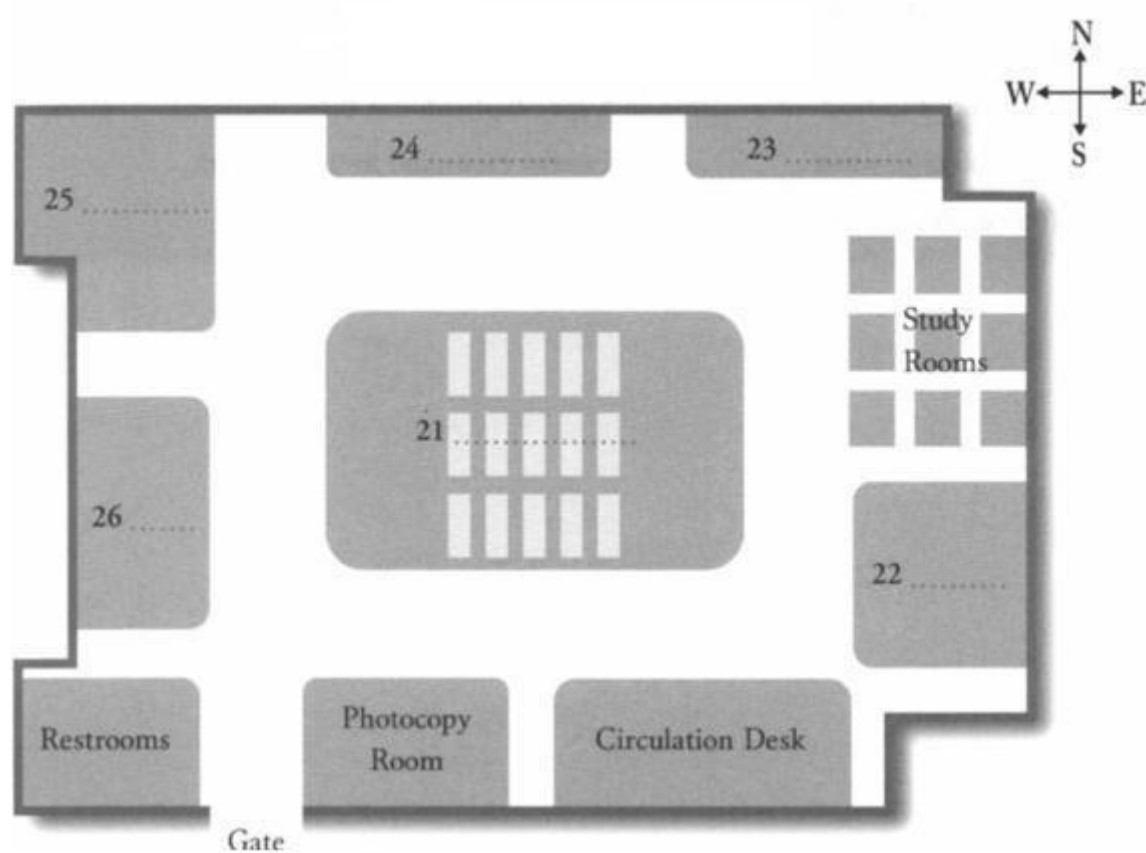 N
W E
S
24 ....................
23 ....................
25 ....................
Study
Rooms
21 ..............................
26 ..........
22 ...............
Restrooms
Photocopy
Room
Circulation Desk
Gate